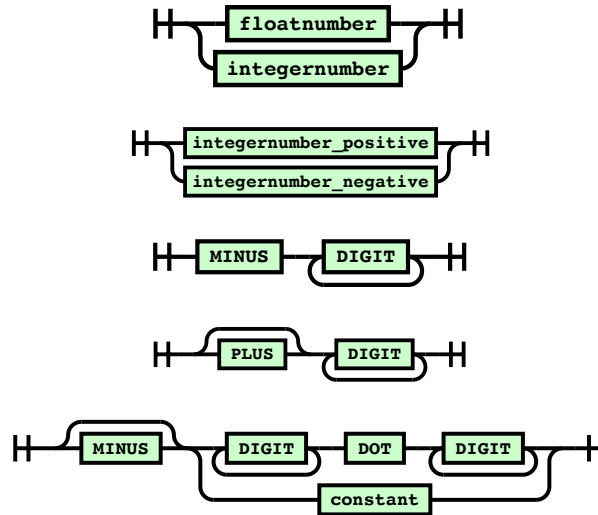 floatnumber
integernumber
integernumber_positive
integernumber_negative
MINUS DIGIT
PLUS DIGIT
MINUS DIGIT DOT DIGIT
constant